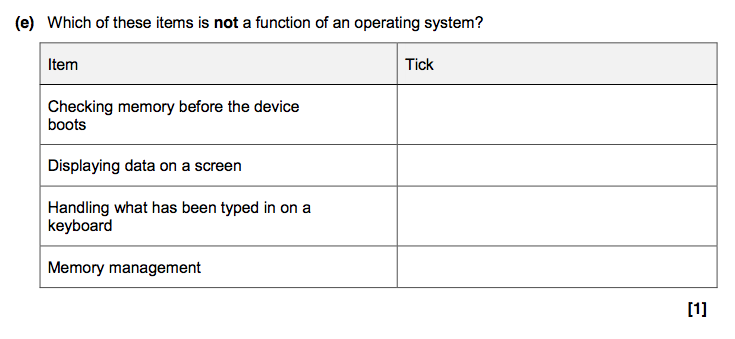 (e) Which of these items is not a function of an operating system?
Item Tick
Checking memory before the device
boots
Displaying data on a screen
Handling what has been typed in on a
keyboard
Memory management
[1]